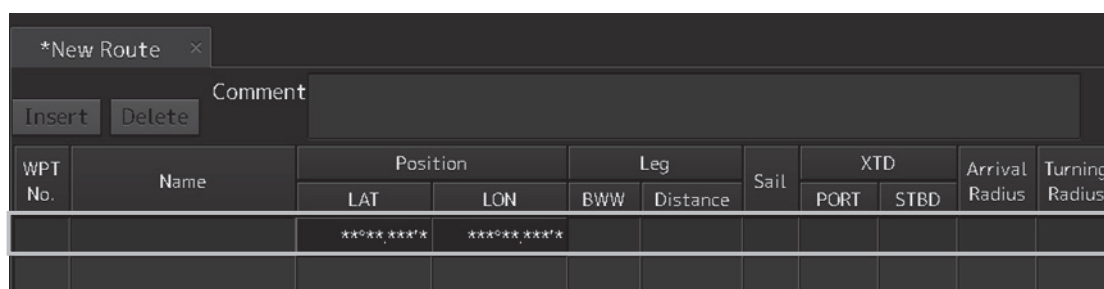 *New Route ×
Comment
Insert Delete
WPT No. Name Position Leg Sail XTD Arrival Radius Turning Radius
LAT LON BWW Distance PORT STBD
**°**.***'* ***°**.***'*